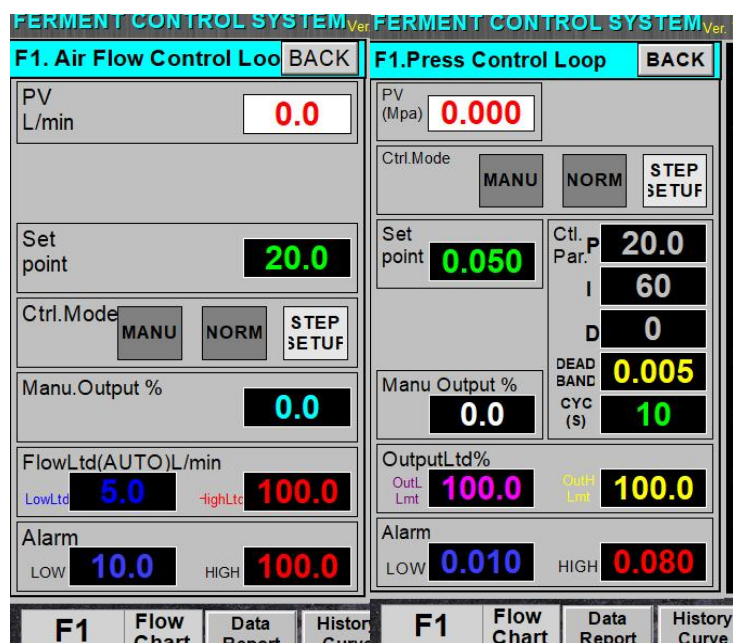 FERMENT CONTROL SYSTEM Ver
F1. Air Flow Control Loo BACK
PV
L/min
0.0
Set
point
20.0
Ctrl.Mode
MANU NORM STEP
SETUP
Manu.Output %
0.0
FlowLtd(AUTO)L/min
LowLtd 5.0 HighLtd 100.0
Alarm
LOW 10.0 HIGH 100.0
F1 Flow
Chart Data
Report History
Curve
FERMENT CONTROL SYSTEM Ver.
F1.Press Control Loop BACK
PV
(Mpa) 0.000
Ctrl.Mode
MANU NORM STEP
SETUP
Set
point 0.050
Ctl.
Par.
P 20.0
I 60
D 0
DEAD
BAND 0.005
CYC
(S) 10
Manu Output %
0.0
OutputLtd%
OutL
Lmt 100.0 OutH
Lmt 100.0
Alarm
LOW 0.010 HIGH 0.080
F1 Flow
Chart Data
Report History
Curve